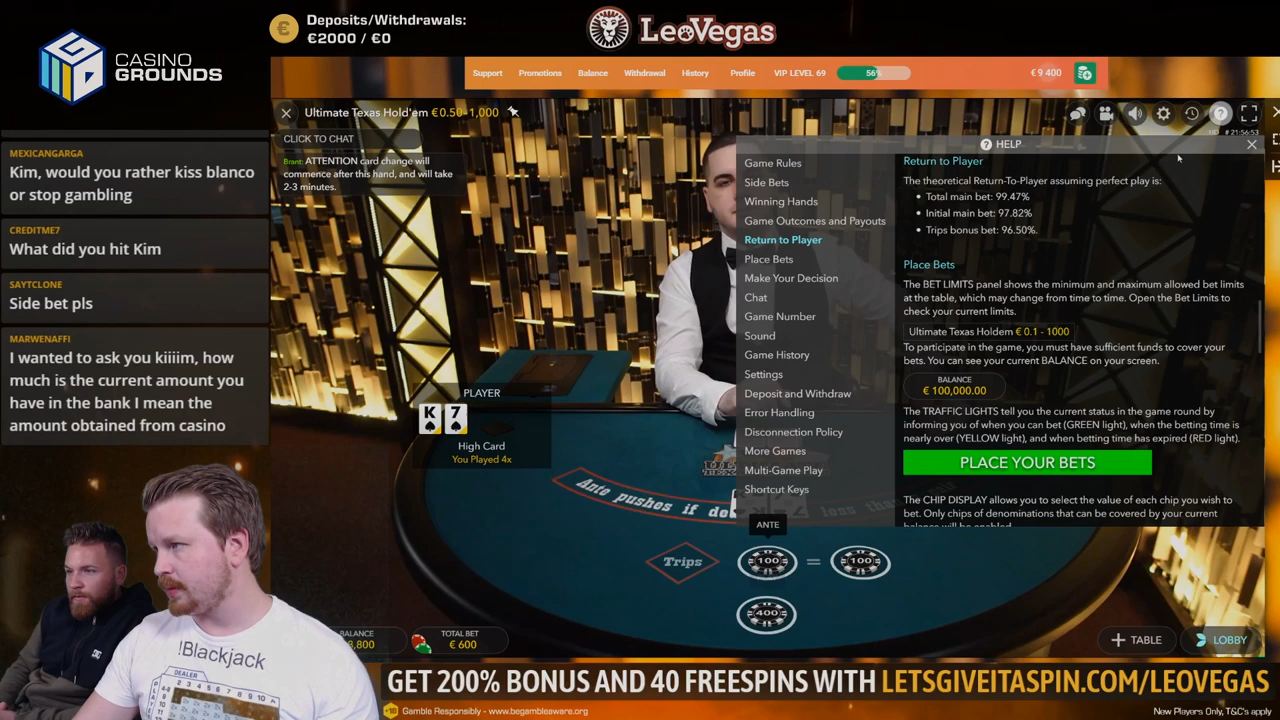 Deposits/Withdrawals:
€2000 / €0
LeoVegas
CASINO
GROUNDS
Support Promotions Balance Withdrawal History Profile VIP LEVEL 69 56% €9 400
Ultimate Texas Hold'em €0.50-1,000
CLICK TO CHAT
Brant: ATTENTION card change will
commence after this hand, and will take
2-3 minutes.
MEXICANGARGA
Kim, would you rather kiss blanco
or stop gambling
CREDITME7
What did you hit Kim
SAYTCLONE
Side bet pls
MARWENAFFI
I wanted to ask you kiiiim, how
much is the current amount you
have in the bank I mean the
amount obtained from casino
# 21:56:53
? HELP
Game Rules
Side Bets
Winning Hands
Game Outcomes and Payouts
Return to Player
Place Bets
Make Your Decision
Chat
Game Number
Sound
Game History
Settings
Deposit and Withdraw
Error Handling
Disconnection Policy
More Games
Multi-Game Play
Shortcut Keys
Return to Player
The theoretical Return-To-Player assuming perfect play is:
• Total main bet: 99.47%
• Initial main bet: 97.82%
• Trips bonus bet: 96.50%.
Place Bets
The BET LIMITS panel shows the minimum and maximum allowed bet limits
at the table, which may change from time to time. Open the Bet Limits to
check your current limits.
Ultimate Texas Holdem € 0.1 - 1000
To participate in the game, you must have sufficient funds to cover your
bets. You can see your current BALANCE on your screen.
BALANCE
€ 100,000.00
The TRAFFIC LIGHTS tell you the current status in the game round by
informing you of when you can bet (GREEN light), when the betting time is
nearly over (YELLOW light), and when betting time has expired (RED light).
PLACE YOUR BETS
The CHIP DISPLAY allows you to select the value of each chip you wish to
bet. Only chips of denominations that can be covered by your current
balance will be enabled.
PLAYER
K 7
High Card
You Played 4x
Auto pushes if de
less than
ANTE
Trips 100 = 100
400
BALANCE
8,800
TOTAL BET
€ 600
+ TABLE
LOBBY
!Blackjack
DEALER
GET 200% BONUS AND 40 FREESPINS WITH LETSGIVEITASPIN.COM/LEOVEGAS
Gamble Responsibly - www.begambleaware.org
New Players Only, T&C's apply